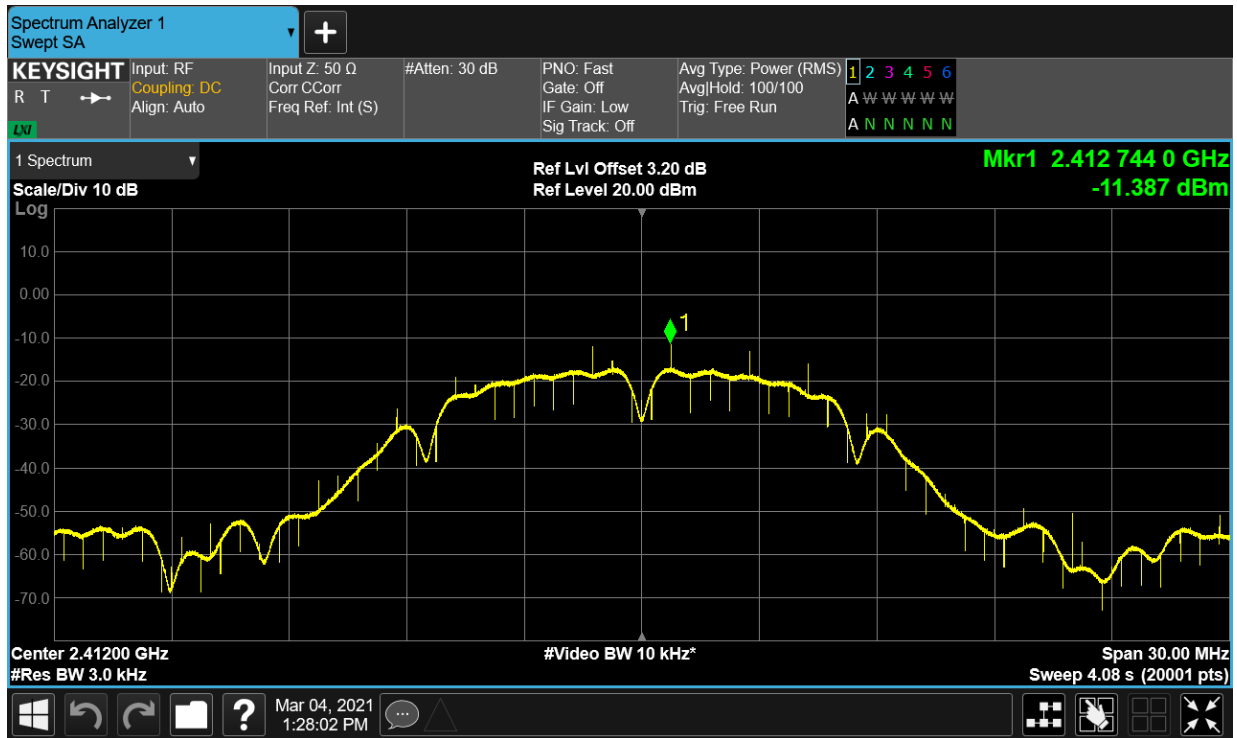 Spectrum Analyzer 1
Swept SA
+
KEYSIGHT
R T
LXI
Input: RF
Coupling: DC
Align: Auto
Input Z: 50 Ω
Corr CCorr
Freq Ref: Int (S)
#Atten: 30 dB
PNO: Fast
Gate: Off
IF Gain: Low
Sig Track: Off
Avg Type: Power (RMS)
Avg|Hold: 100/100
Trig: Free Run
1 2 3 4 5 6
A W W W W W
A N N N N N
1 Spectrum
Scale/Div 10 dB
Log
Ref Lvl Offset 3.20 dB
Ref Level 20.00 dBm
Mkr1 2.412 744 0 GHz
-11.387 dBm
10.0
0.00
-10.0
-20.0
-30.0
-40.0
-50.0
-60.0
-70.0
1
Center 2.41200 GHz
#Res BW 3.0 kHz
#Video BW 10 kHz*
Span 30.00 MHz
Sweep 4.08 s (20001 pts)
?
Mar 04, 2021
1:28:02 PM